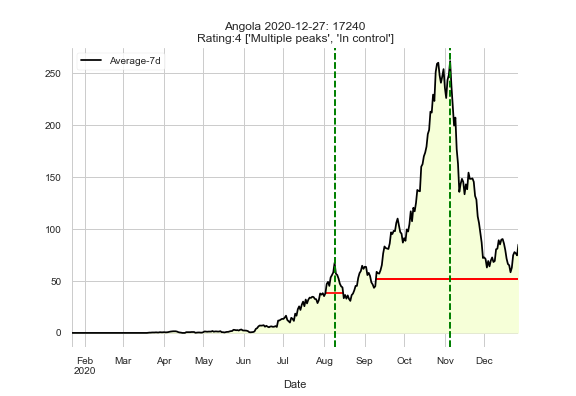 Angola 2020-12-27: 17240
Rating:4 ['Multiple peaks', 'In control']
Average-7d
250
200
150
100
50
0
Feb Mar Apr May Jun Jul Aug Sep Oct Nov Dec
2020
Date